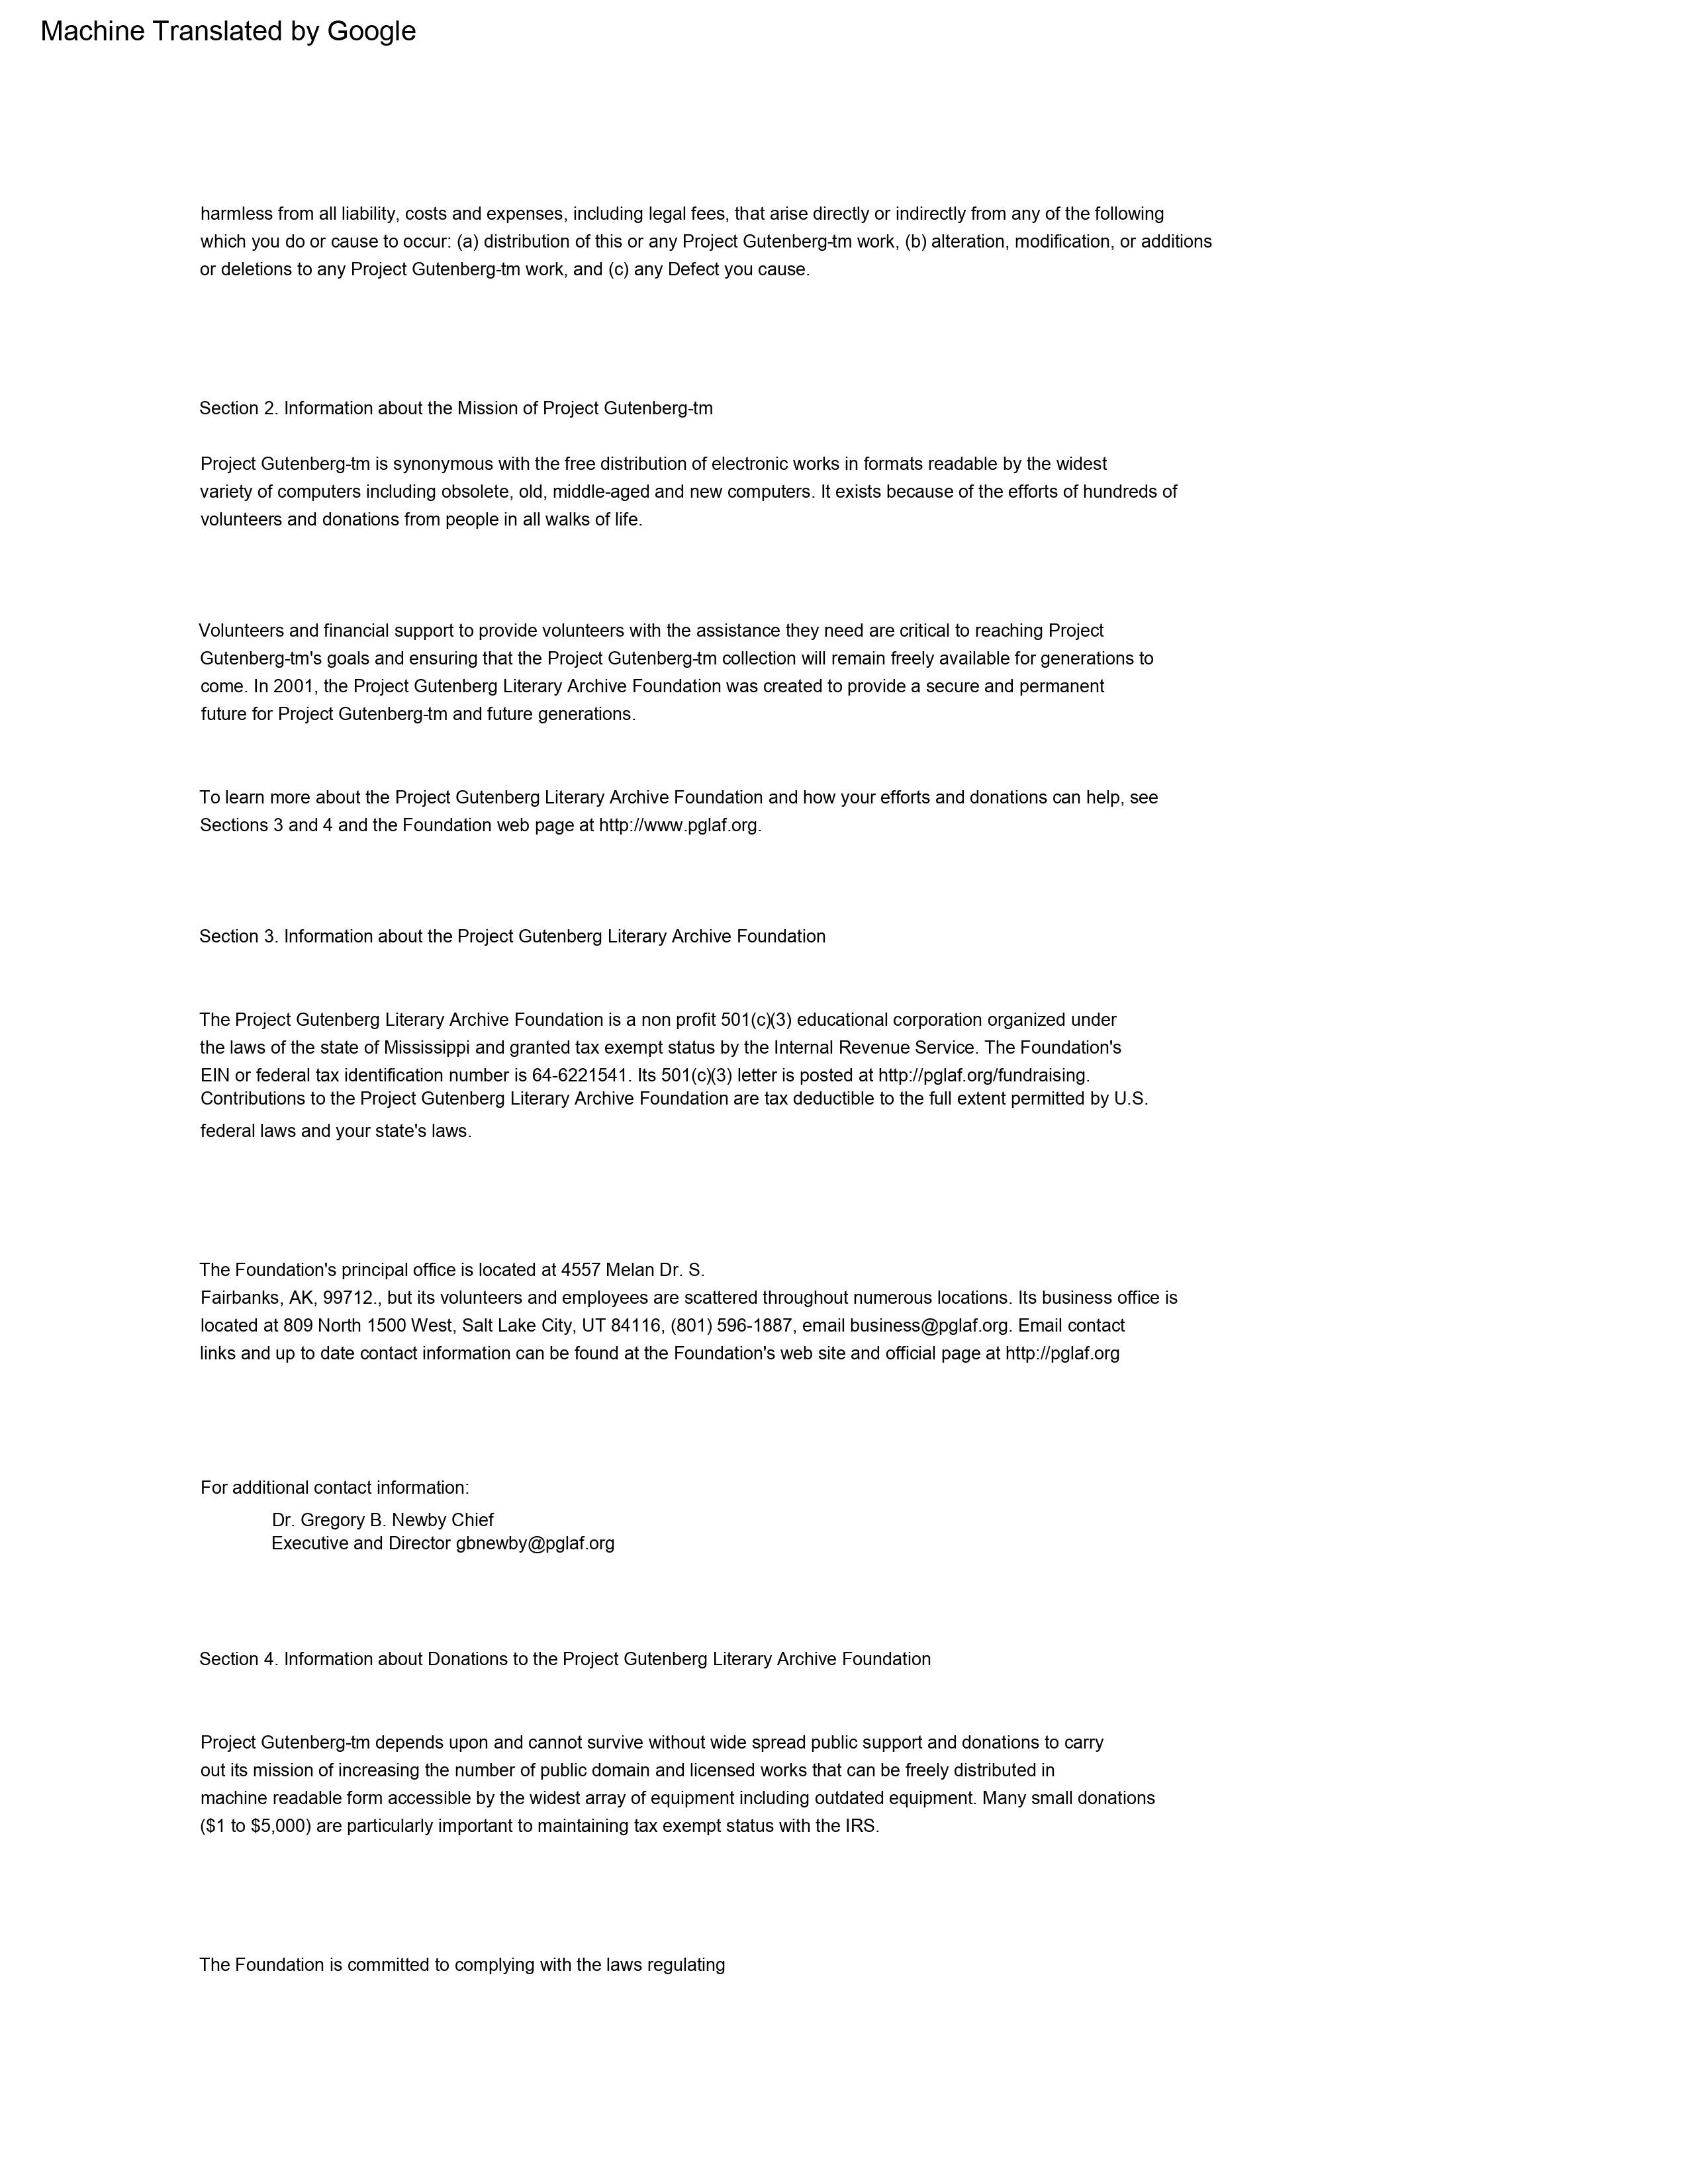 Machine Translated by Google
harmless from all liability, costs and expenses, including legal fees, that arise directly or indirectly from any of the following
which you do or cause to occur: (a) distribution of this or any Project Gutenberg-tm work, (b) alteration, modification, or additions
or deletions to any Project Gutenberg-tm work, and (c) any Defect you cause.
Section 2. Information about the Mission of Project Gutenberg-tm
Project Gutenberg-tm is synonymous with the free distribution of electronic works in formats readable by the widest
variety of computers including obsolete, old, middle-aged and new computers. It exists because of the efforts of hundreds of
volunteers and donations from people in all walks of life.
Volunteers and financial support to provide volunteers with the assistance they need are critical to reaching Project
Gutenberg-tm's goals and ensuring that the Project Gutenberg-tm collection will remain freely available for generations to
come. In 2001, the Project Gutenberg Literary Archive Foundation was created to provide a secure and permanent
future for Project Gutenberg-tm and future generations.
To learn more about the Project Gutenberg Literary Archive Foundation and how your efforts and donations can help, see
Sections 3 and 4 and the Foundation web page at http://www.pglaf.org.
Section 3. Information about the Project Gutenberg Literary Archive Foundation
The Project Gutenberg Literary Archive Foundation is a non profit 501(c)(3) educational corporation organized under
the laws of the state of Mississippi and granted tax exempt status by the Internal Revenue Service. The Foundation's
EIN or federal tax identification number is 64-6221541. Its 501(c)(3) letter is posted at http://pglaf.org/fundraising.
Contributions to the Project Gutenberg Literary Archive Foundation are tax deductible to the full extent permitted by U.S.
federal laws and your state's laws.
The Foundation's principal office is located at 4557 Melan Dr. S.
Fairbanks, AK, 99712., but its volunteers and employees are scattered throughout numerous locations. Its business office is
located at 809 North 1500 West, Salt Lake City, UT 84116, (801) 596-1887, email business@pglaf.org. Email contact
links and up to date contact information can be found at the Foundation's web site and official page at http://pglaf.org
For additional contact information:
Dr. Gregory B. Newby Chief
Executive and Director gbnewby@pglaf.org
Section 4. Information about Donations to the Project Gutenberg Literary Archive Foundation
Project Gutenberg-tm depends upon and cannot survive without wide spread public support and donations to carry
out its mission of increasing the number of public domain and licensed works that can be freely distributed in
machine readable form accessible by the widest array of equipment including outdated equipment. Many small donations
($1 to $5,000) are particularly important to maintaining tax exempt status with the IRS.
The Foundation is committed to complying with the laws regulating